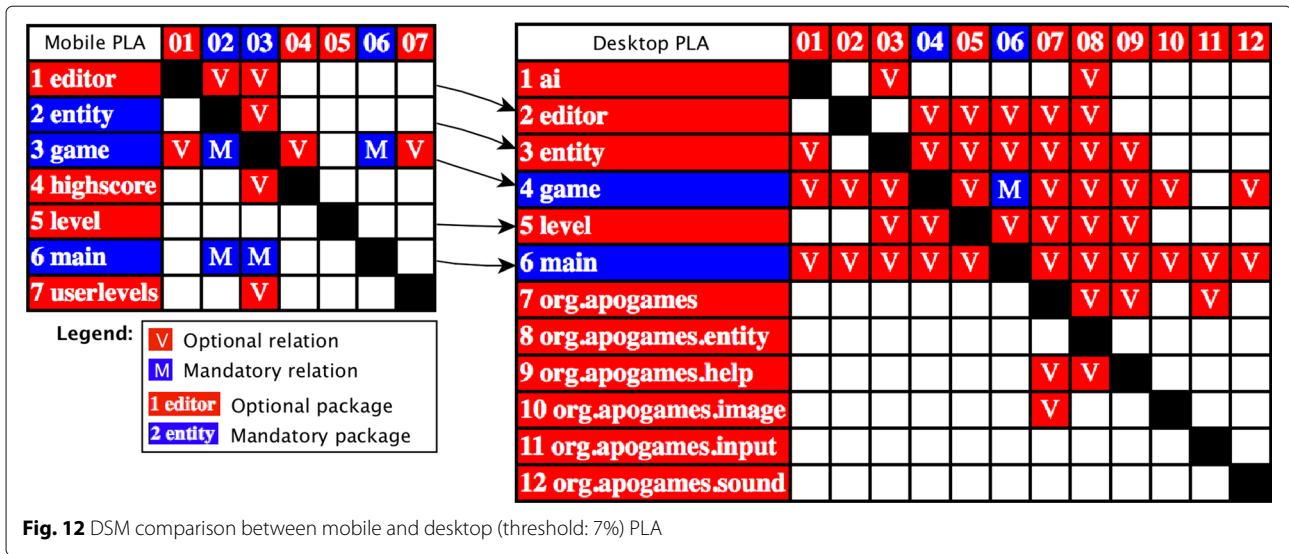 Mobile PLA 01 02 03 04 05 06 07
1 editor V V
2 entity V
3 game V M V M V
4 highscore V
5 level
6 main M M
7 userlevels V
Legend:
V Optional relation
M Mandatory relation
1 editor Optional package
2 entity Mandatory package
Desktop PLA 01 02 03 04 05 06 07 08 09 10 11 12
1 ai V V
2 editor V V V V V
3 entity V V V V V V V
4 game V V V V M V V V V V
5 level V V V V V V
6 main V V V V V V V V V V V
7 org.apogames V V V
8 org.apogames.entity
9 org.apogames.help V V
10 org.apogames.image V
11 org.apogames.input
12 org.apogames.sound
Fig. 12 DSM comparison between mobile and desktop (threshold: 7%) PLA